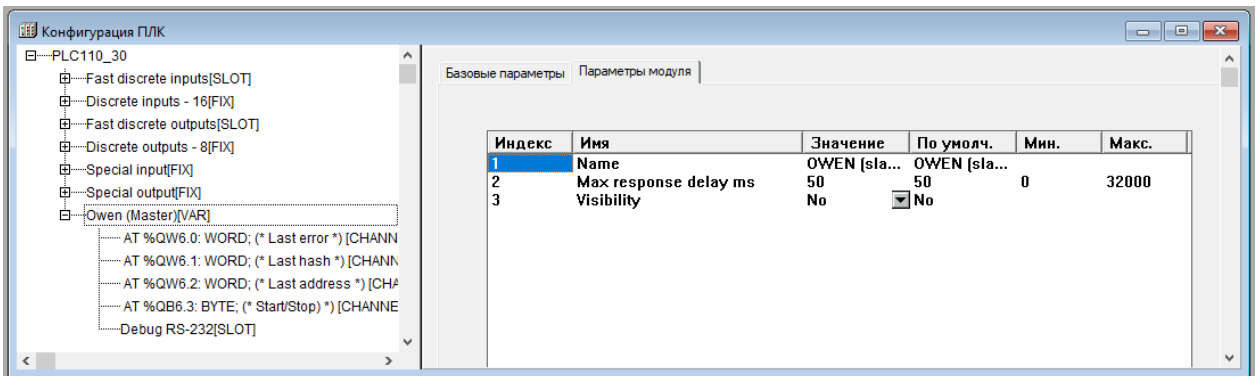 Конфигурация ПЛК
PLC110_30
Fast discrete inputs[SLOT]
Discrete inputs - 16[FIX]
Fast discrete outputs[SLOT]
Discrete outputs - 8[FIX]
Special input[FIX]
Special output[FIX]
Owen (Master)[VAR]
AT %QW6.0: WORD; (* Last error *) [CHANN
AT %QW6.1: WORD; (* Last hash *) [CHANN
AT %QW6.2: WORD; (* Last address *) [CHA
AT %QB6.3: BYTE; (* Start/Stop) *) [CHANNE
Debug RS-232[SLOT]
Базовые параметры Параметры модуля
Индекс Имя Значение По умолч. Мин. Макс.
1 Name OWEN (sla... OWEN (sla...
2 Max response delay ms 50 50 0 32000
3 Visibility No No